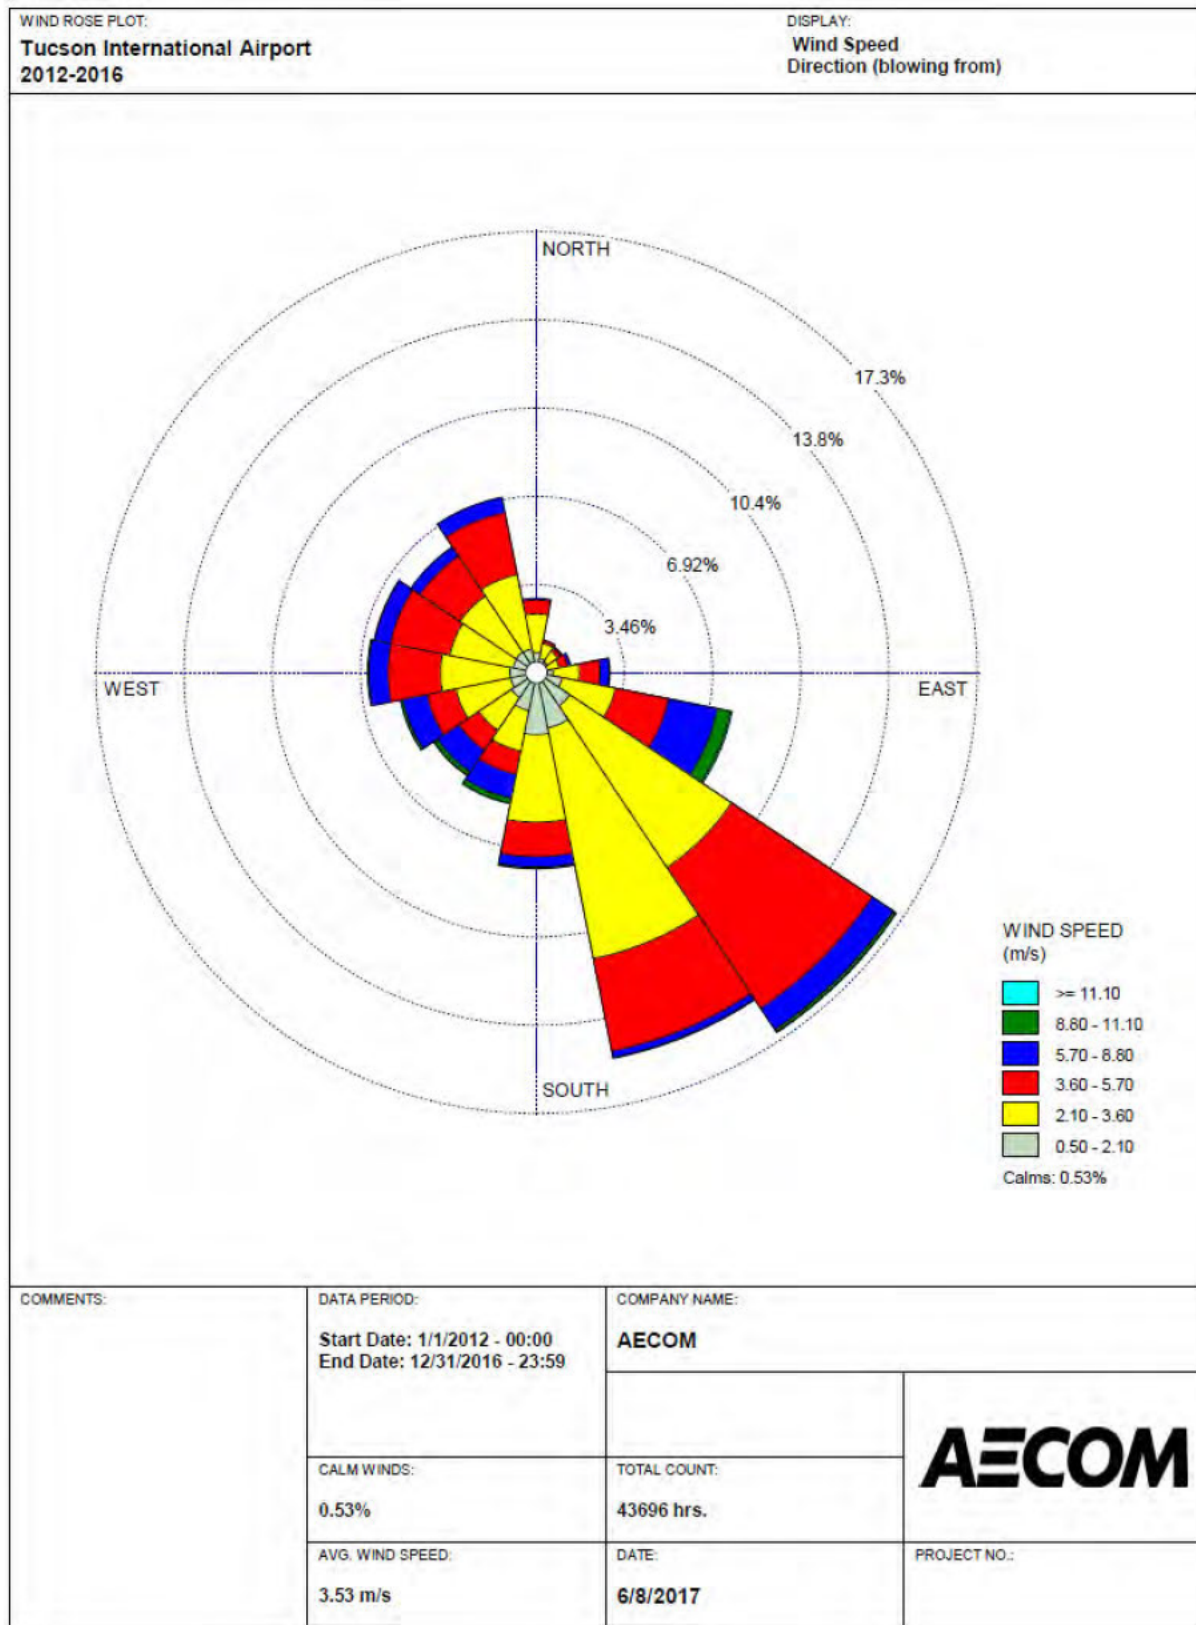 WIND ROSE PLOT:
Tucson International Airport
2012-2016
DISPLAY:
Wind Speed
Direction (blowing from)
NORTH
17.3%
13.8%
10.4%
6.92%
3.46%
WEST
EAST
SOUTH
WIND SPEED
(m/s)
>= 11.10
8.80 - 11.10
5.70 - 8.80
3.60 - 5.70
2.10 - 3.60
0.50 - 2.10
Calms: 0.53%
COMMENTS:
DATA PERIOD:
Start Date: 1/1/2012 - 00:00
End Date: 12/31/2016 - 23:59
COMPANY NAME:
AECOM
AECOM
CALM WINDS:
0.53%
TOTAL COUNT:
43696 hrs.
AVG. WIND SPEED:
3.53 m/s
DATE:
6/8/2017
PROJECT NO.: